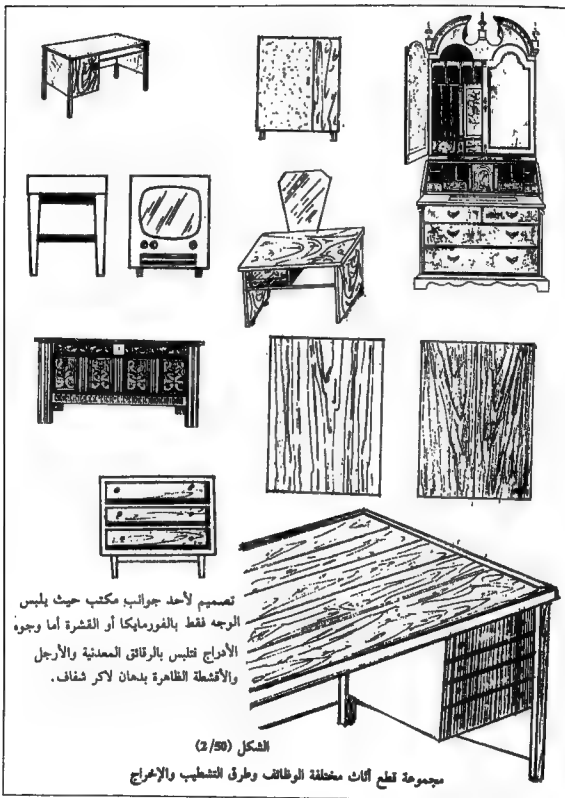 تصميم لأحد جوانب مكتب حيث يلبس
الوجه فقط بالفورمايكا أو القشرة أما وجوه
الأدراج فتلبس بالرقائق المعدنية والأرجل
والأقشطة الظاهرة بدهان لاكر شفاف.
الشكل (2/50)
مجموعة قطع أثاث مختلفة الوظائف وطرق التشطيب والإخراج